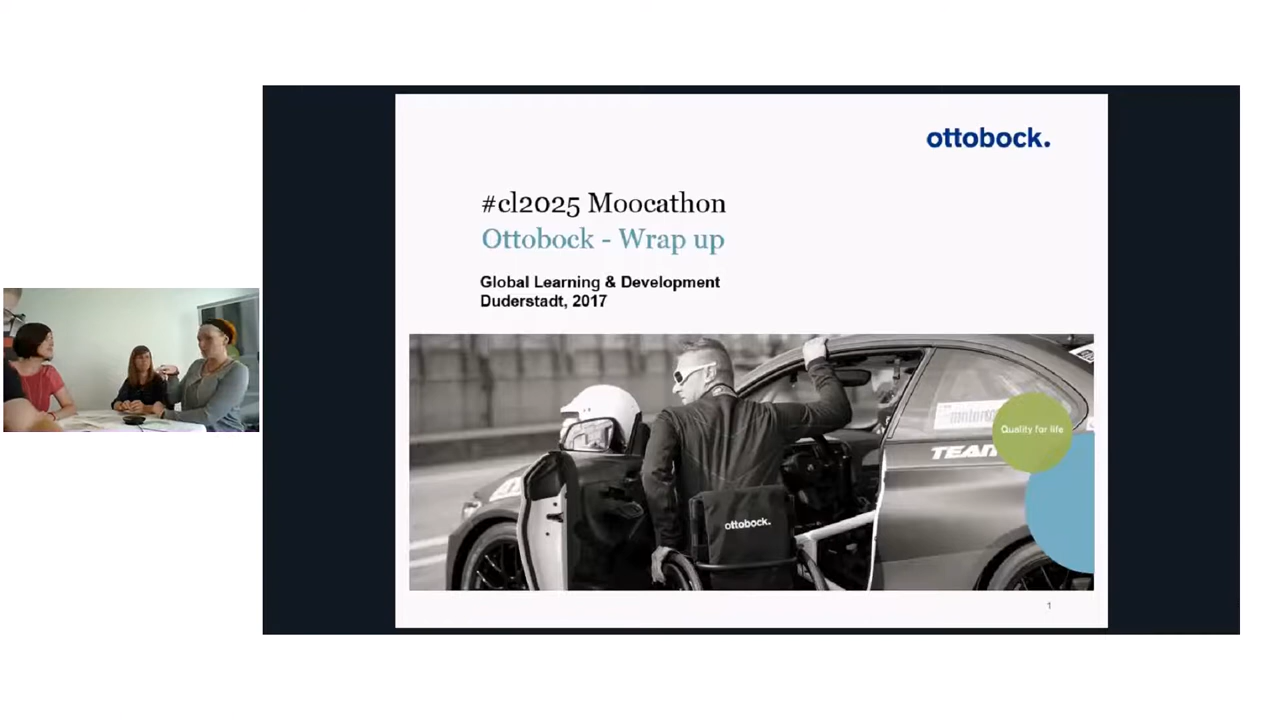 ottobock.
#cl2025 Moocathon
Ottobock - Wrap up
Global Learning & Development
Duderstadt, 2017
Quality for life
TEAM
ottobock.
1